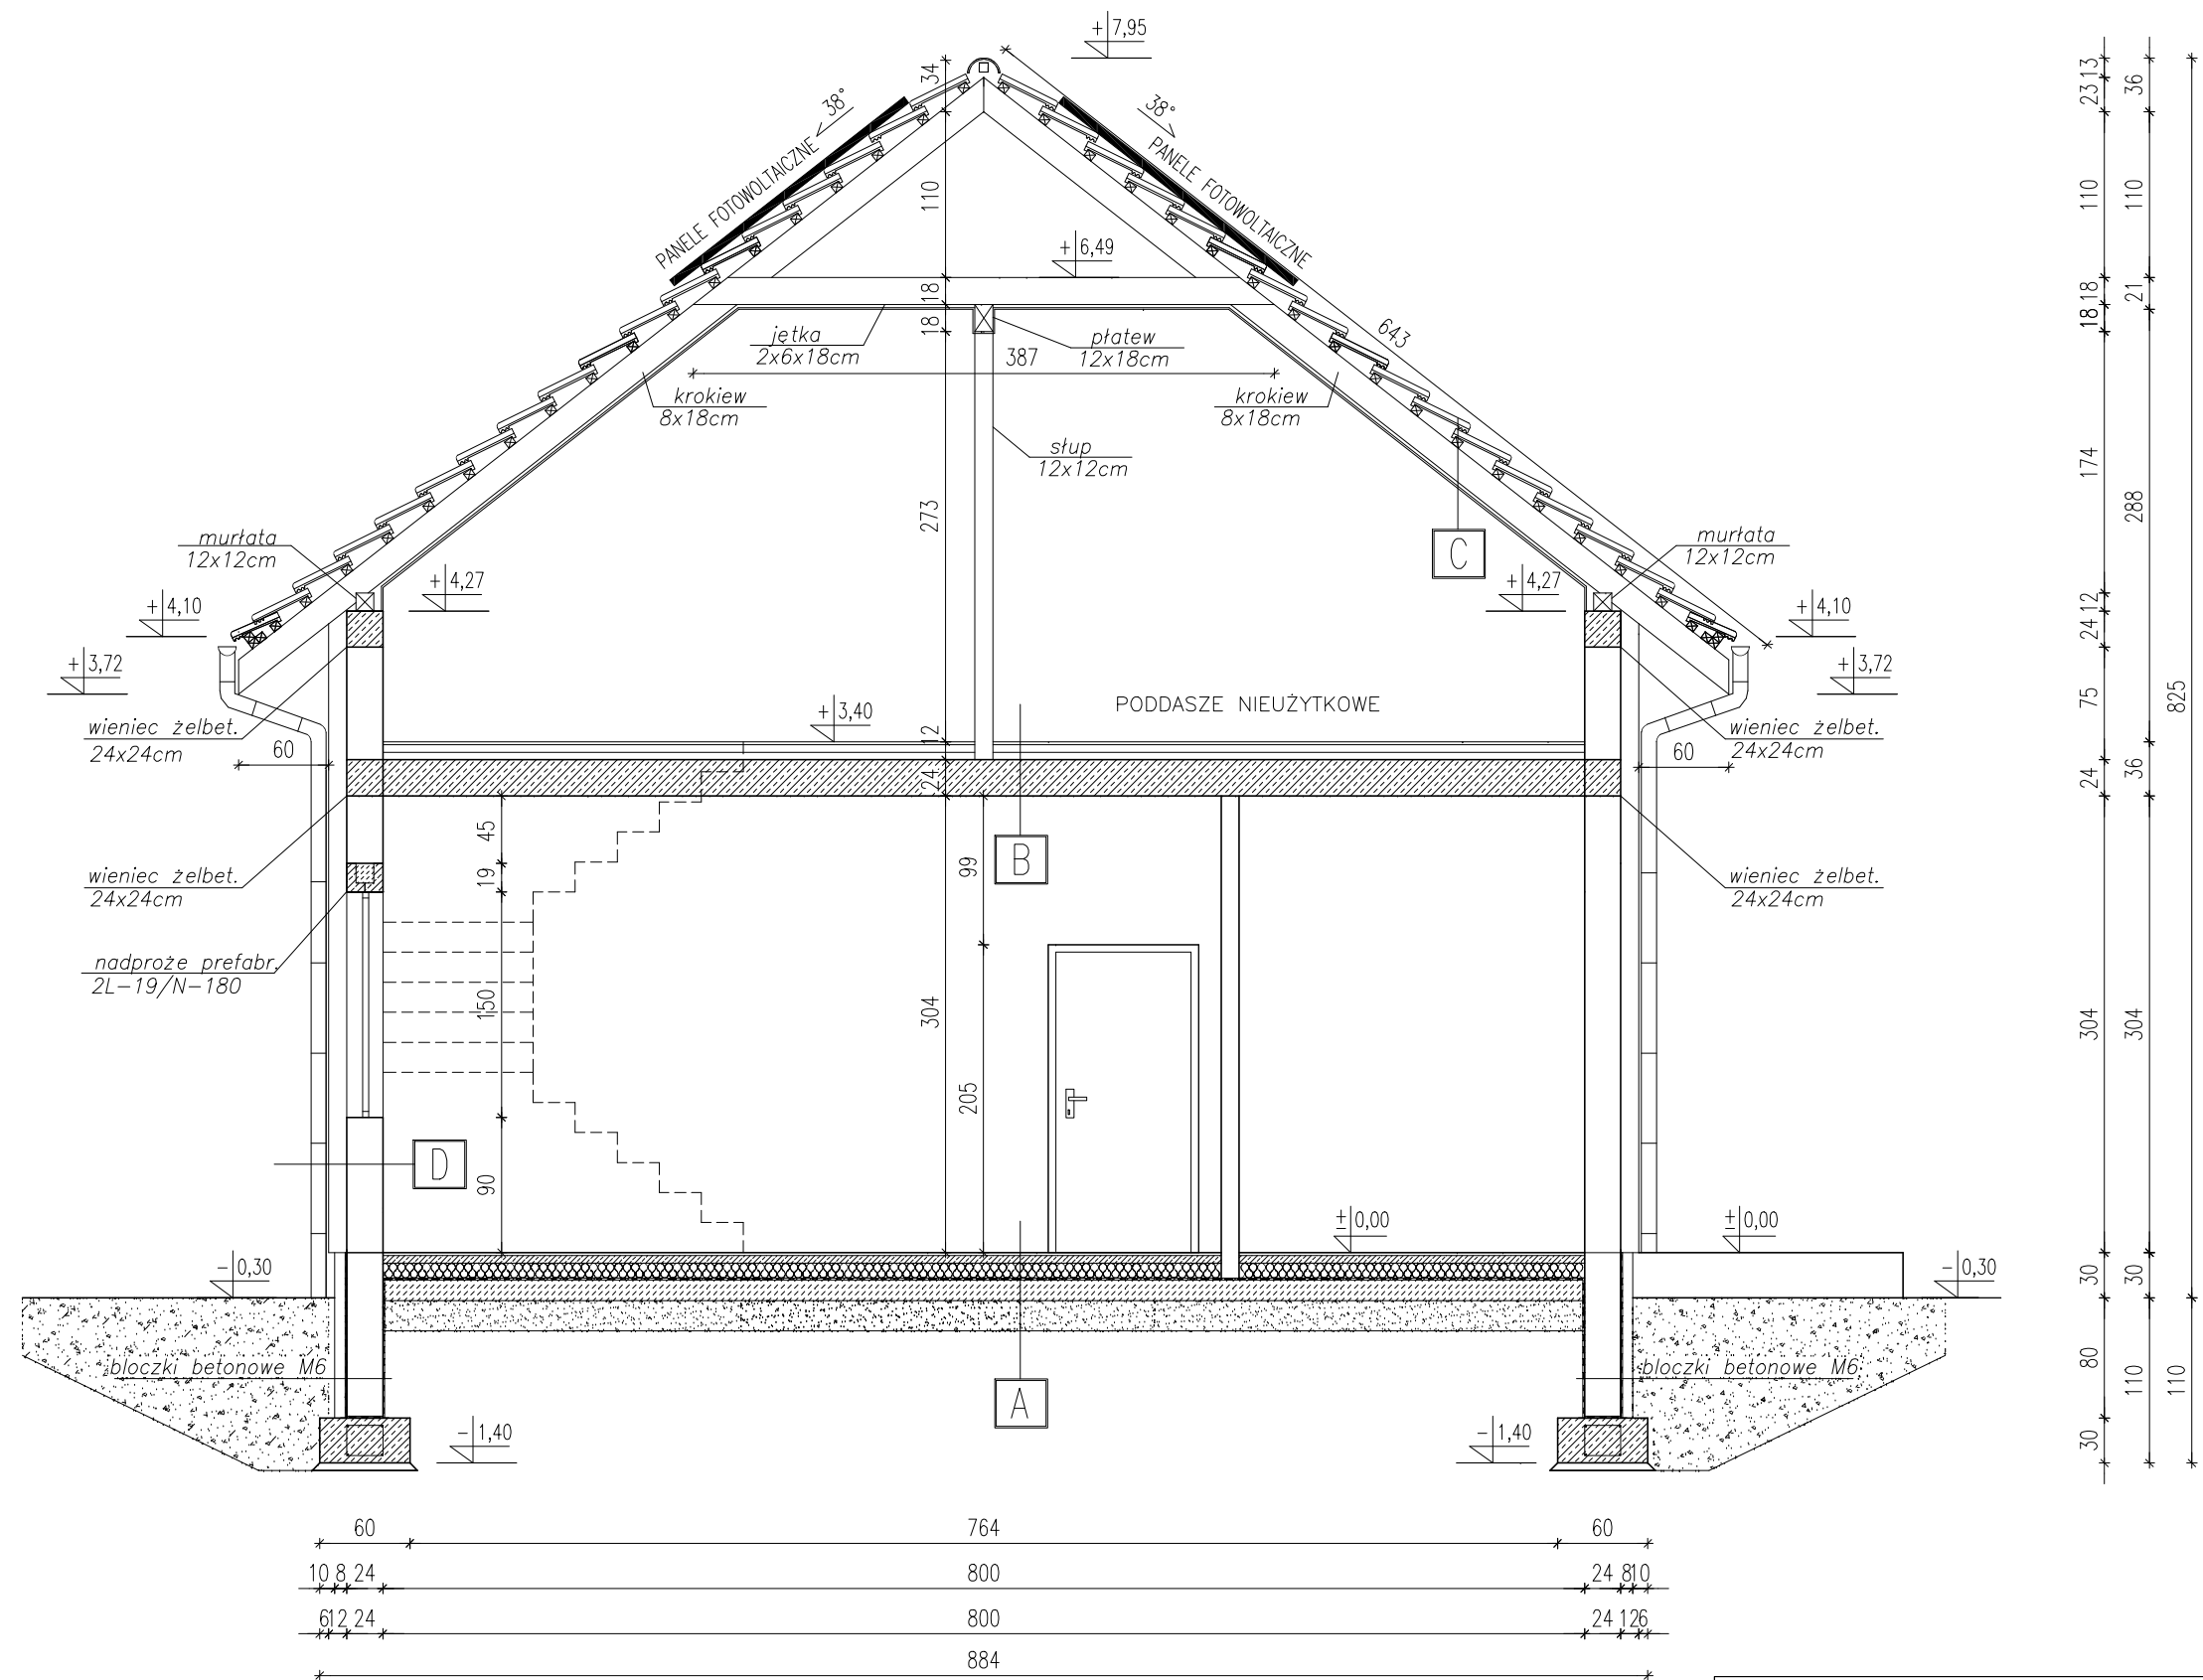 +7,95
34
38°
38°
PANELE FOTOWOLTAICZNE
PANELE FOTOWOLTAICZNE
110
+6,49
18
18
jętka
2x6x18cm
płatew
12x18cm
387
643
krokiew
8x18cm
krokiew
8x18cm
słup
12x12cm
273
murłata
12x12cm
murłata
12x12cm
C
+4,27
+4,27
+4,10
+4,10
+3,72
+3,72
PODDASZE NIEUŻYTKOWE
+3,40
wieniec żelbet.
24x24cm
wieniec żelbet.
24x24cm
60
60
12
24
45
19
150
90
99
205
304
B
wieniec żelbet.
24x24cm
wieniec żelbet.
24x24cm
nadproże prefabr.
2L-19/N-180
D
±0,00
±0,00
-0,30
-0,30
bloczki betonowe M6
bloczki betonowe M6
A
-1,40
-1,40
13
23
110
18
18
174
12
24
75
24
304
30
80
30
36
110
21
288
36
304
30
110
825
110
60 764 60
10 8 24 800 24 8 10
6 12 24 800 24 12 6
884